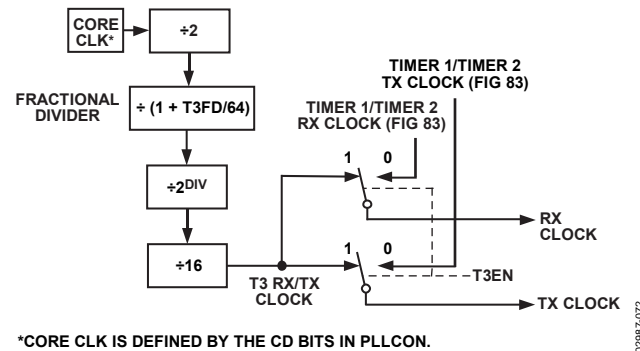 CORE
CLK*
÷2
TIMER 1/TIMER 2
TX CLOCK (FIG 83)
FRACTIONAL
DIVIDER
÷ (1 + T3FD/64)
TIMER 1/TIMER 2
RX CLOCK (FIG 83)
1 0
÷2DIV
RX
CLOCK
1 0
÷16
T3 RX/TX
CLOCK
T3EN
TX CLOCK
*CORE CLK IS DEFINED BY THE CD BITS IN PLLCON.
02987-072